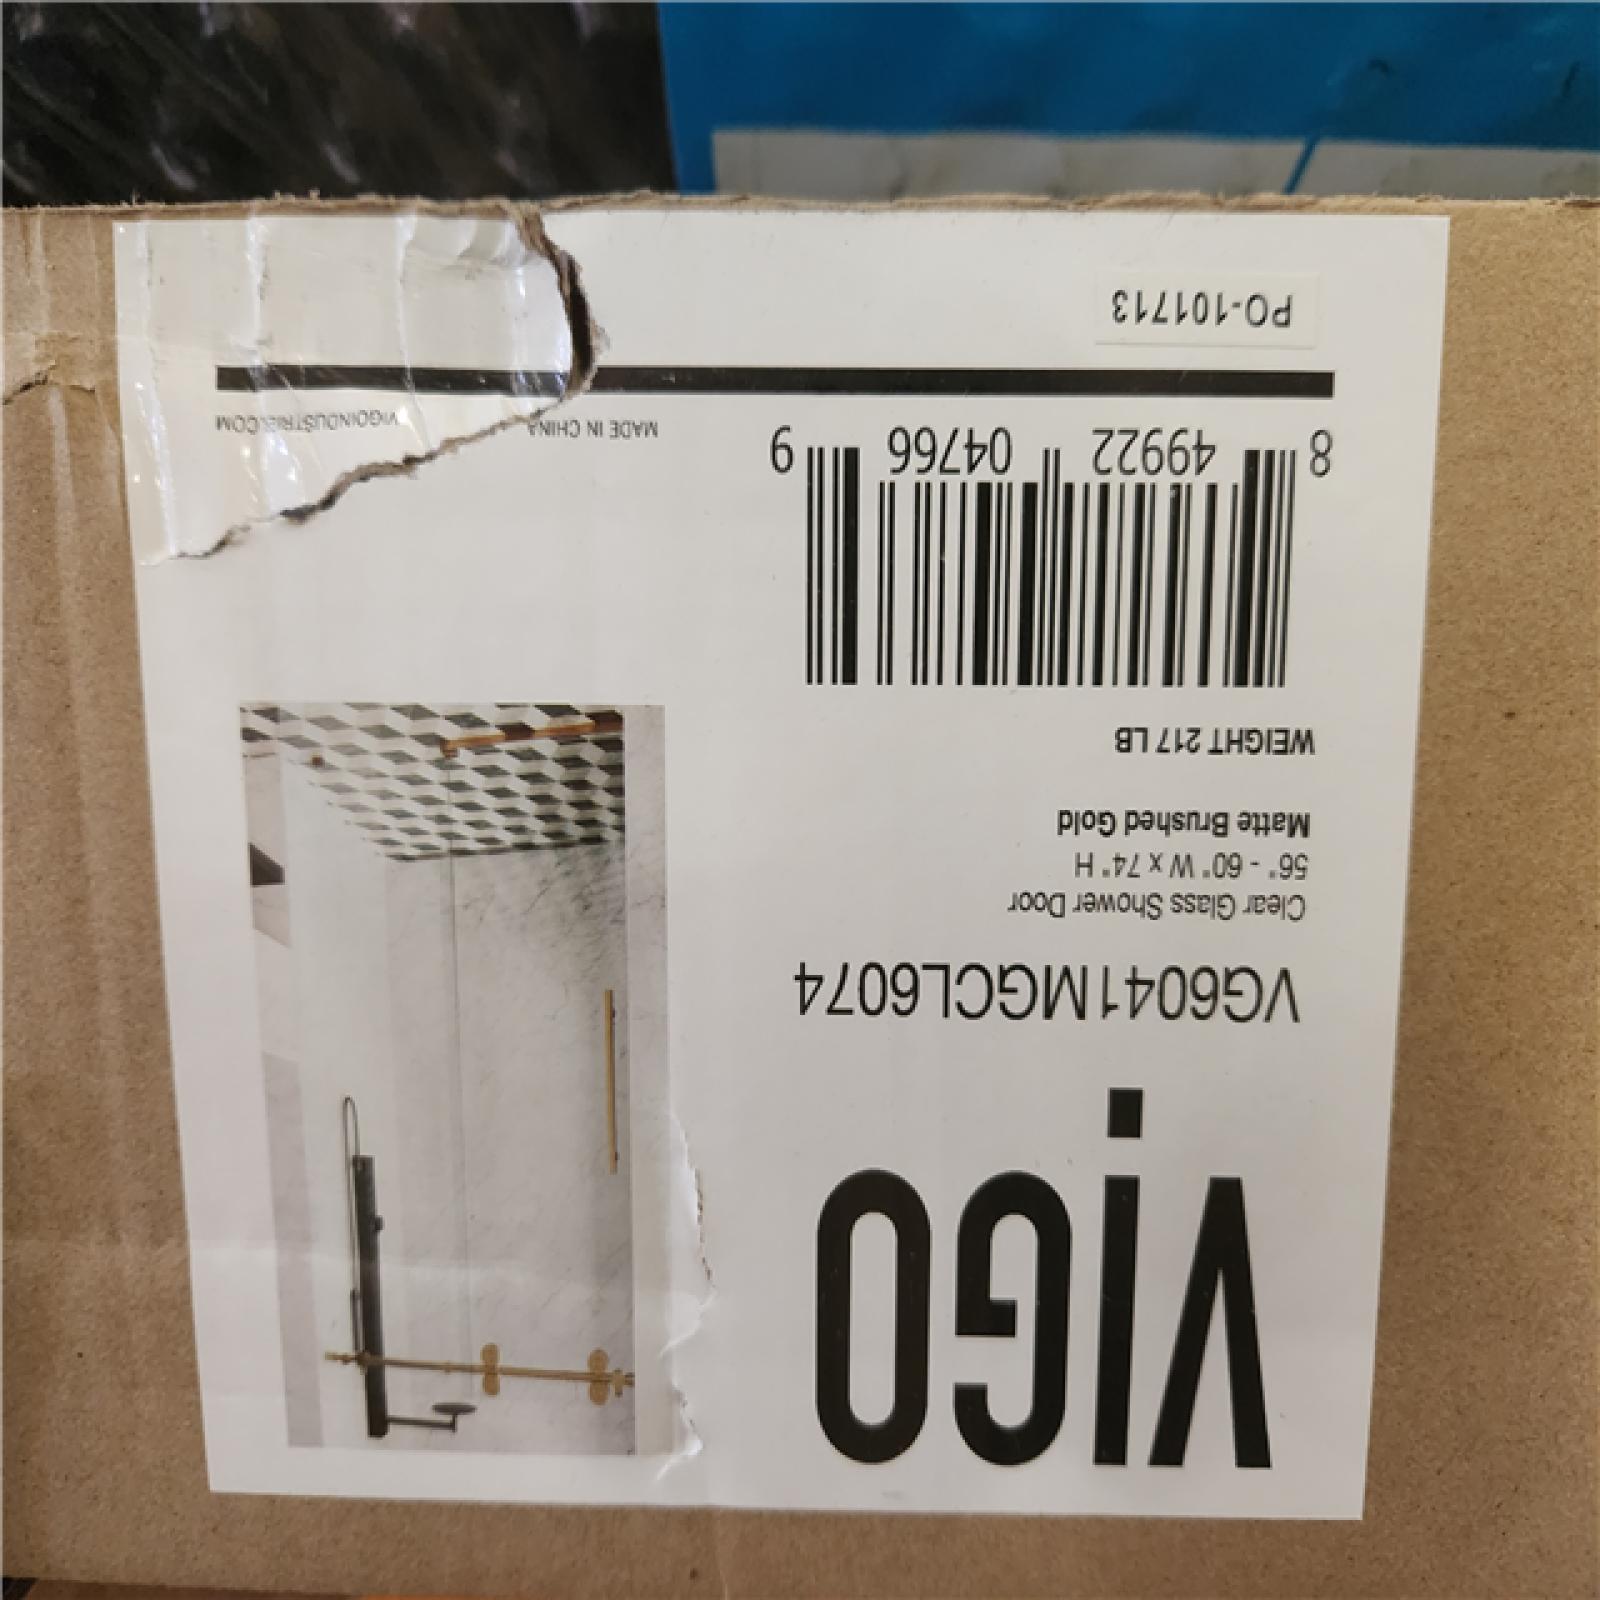 VIGO
VG6041MGCL6074
Clear Glass Shower Door
56" - 60" W x 74" H
Matte Brushed Gold
WEIGHT 217 LB
8 49922 04766 9
MADE IN CHINA
VIGOINDUSTRIES.COM
PO-101713